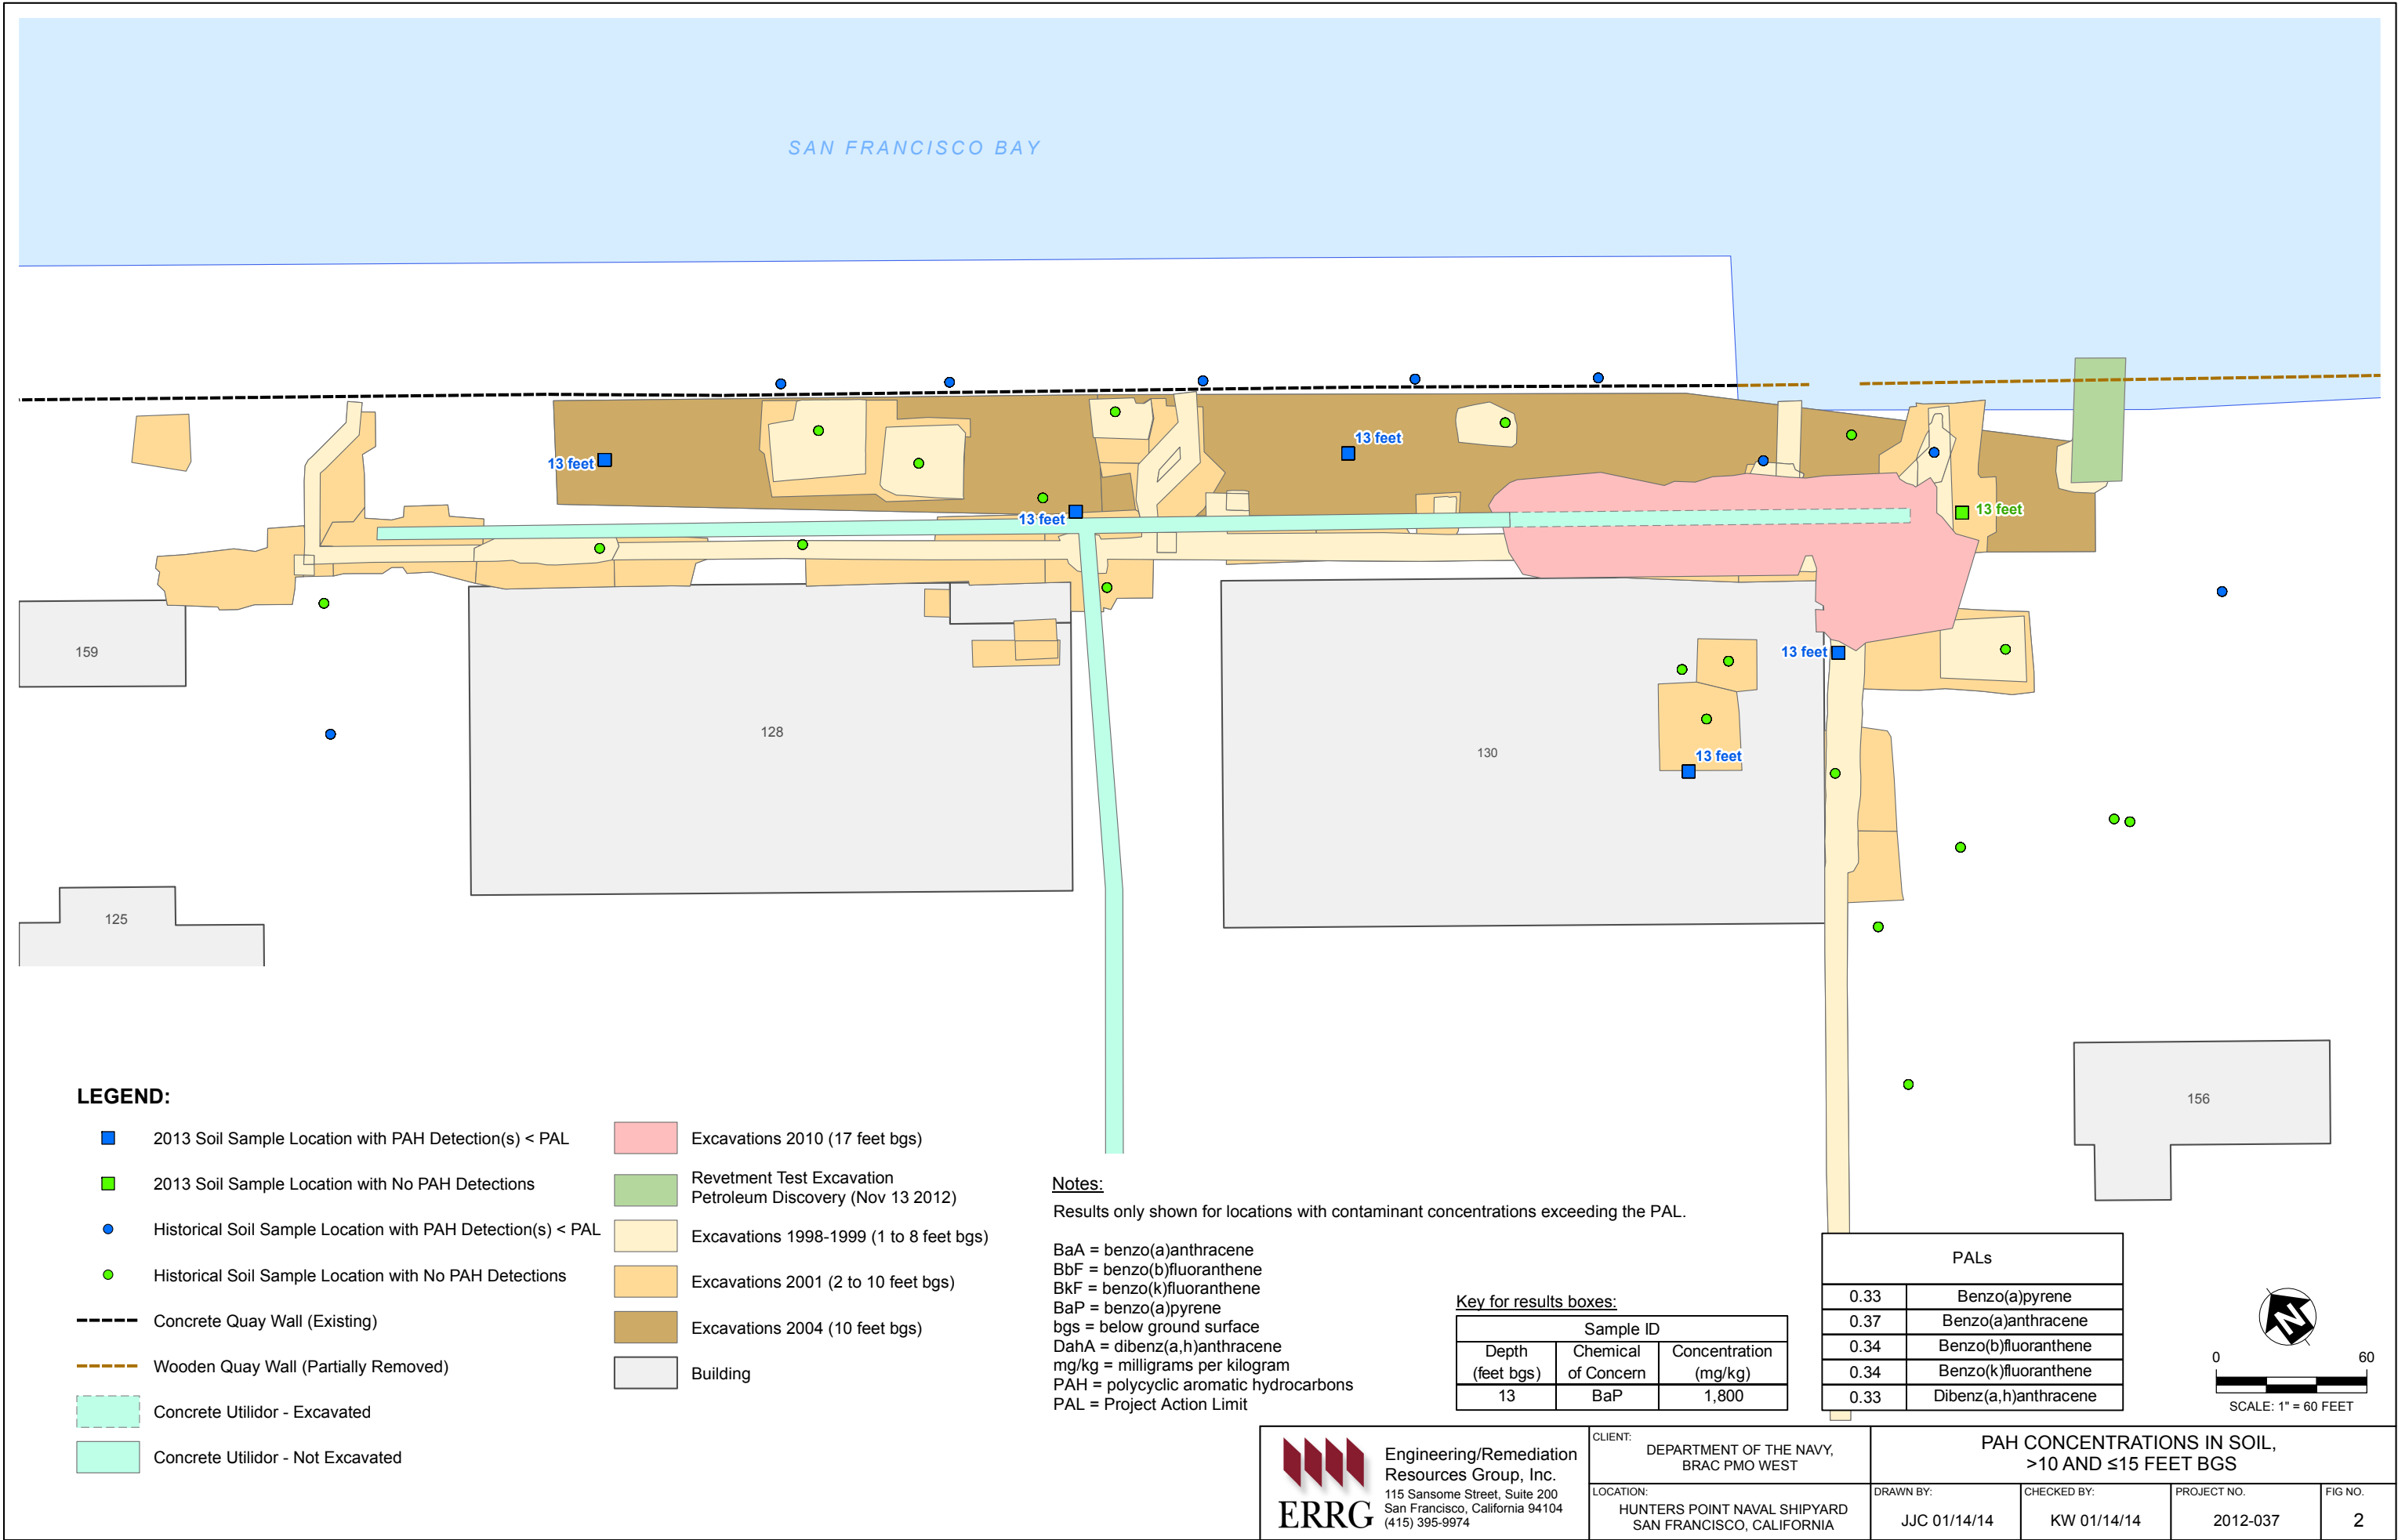 SAN FRANCISCO BAY
13 feet
13 feet
13 feet
13 feet
13 feet
13 feet
159
128
130
125
156
LEGEND:
2013 Soil Sample Location with PAH Detection(s) < PAL
2013 Soil Sample Location with No PAH Detections
Historical Soil Sample Location with PAH Detection(s) < PAL
Historical Soil Sample Location with No PAH Detections
Concrete Quay Wall (Existing)
Wooden Quay Wall (Partially Removed)
Concrete Utilidor - Excavated
Concrete Utilidor - Not Excavated
Excavations 2010 (17 feet bgs)
Revetment Test Excavation
Petroleum Discovery (Nov 13 2012)
Excavations 1998-1999 (1 to 8 feet bgs)
Excavations 2001 (2 to 10 feet bgs)
Excavations 2004 (10 feet bgs)
Building
Notes:
Results only shown for locations with contaminant concentrations exceeding the PAL.
BaA = benzo(a)anthracene
BbF = benzo(b)fluoranthene
BkF = benzo(k)fluoranthene
BaP = benzo(a)pyrene
bgs = below ground surface
DahA = dibenz(a,h)anthracene
mg/kg = milligrams per kilogram
PAH = polycyclic aromatic hydrocarbons
PAL = Project Action Limit
Key for results boxes:
Sample ID
Depth Chemical Concentration
(feet bgs) of Concern (mg/kg)
13 BaP 1,800
PALs
0.33 Benzo(a)pyrene
0.37 Benzo(a)anthracene
0.34 Benzo(b)fluoranthene
0.34 Benzo(k)fluoranthene
0.33 Dibenz(a,h)anthracene
N
0 60
SCALE: 1" = 60 FEET
ERRG
Engineering/Remediation
Resources Group, Inc.
115 Sansome Street, Suite 200
San Francisco, California 94104
(415) 395-9974
CLIENT:
DEPARTMENT OF THE NAVY,
BRAC PMO WEST
LOCATION:
HUNTERS POINT NAVAL SHIPYARD
SAN FRANCISCO, CALIFORNIA
PAH CONCENTRATIONS IN SOIL,
>10 AND ≤15 FEET BGS
DRAWN BY:
JJC 01/14/14
CHECKED BY:
KW 01/14/14
PROJECT NO.
2012-037
FIG NO.
2